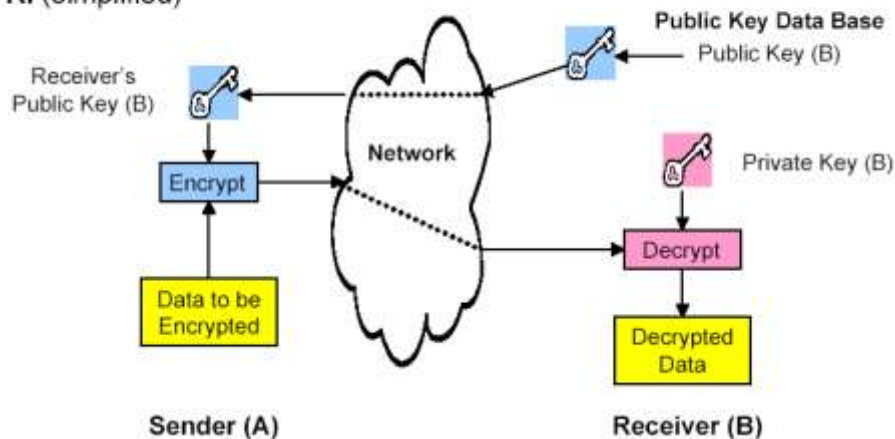 (Simplified)
Public Key Data Base
Public Key (B)
Receiver's
Public Key (B)
Network
Private Key (B)
Encrypt
Decrypt
Data to be
Encrypted
Decrypted
Data
Sender (A)
Receiver (B)